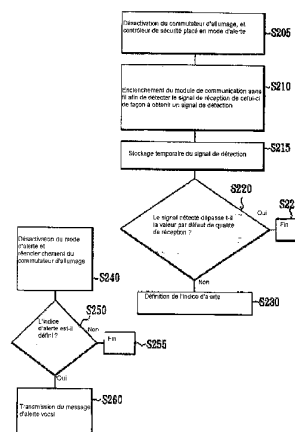 Désactivation du commutateur d'allumage, et
contrôleur de sécurité placé en mode d'alerte
S205
Enclenchement du module de communication sans
fil afin de détecter le signal de réception de celui-ci
de façon à obtenir un signal de détection
S210
Stockage temporaire du signal de détection
S215
S220
Le signal détecté dépasse t-il
la valeur par défaut de qualité
de réception ?
Oui
S22
Fin
Non
Définition de l'indice d'alerte
S230
Désactivation du mode
d'alerte et
réenclenchement du
commutateur d'allumage
S240
S250
L'indice
d'alerte est-il
défini ?
Non
Fin
S255
Oui
Transmission du message
d'alerte vocal
S260